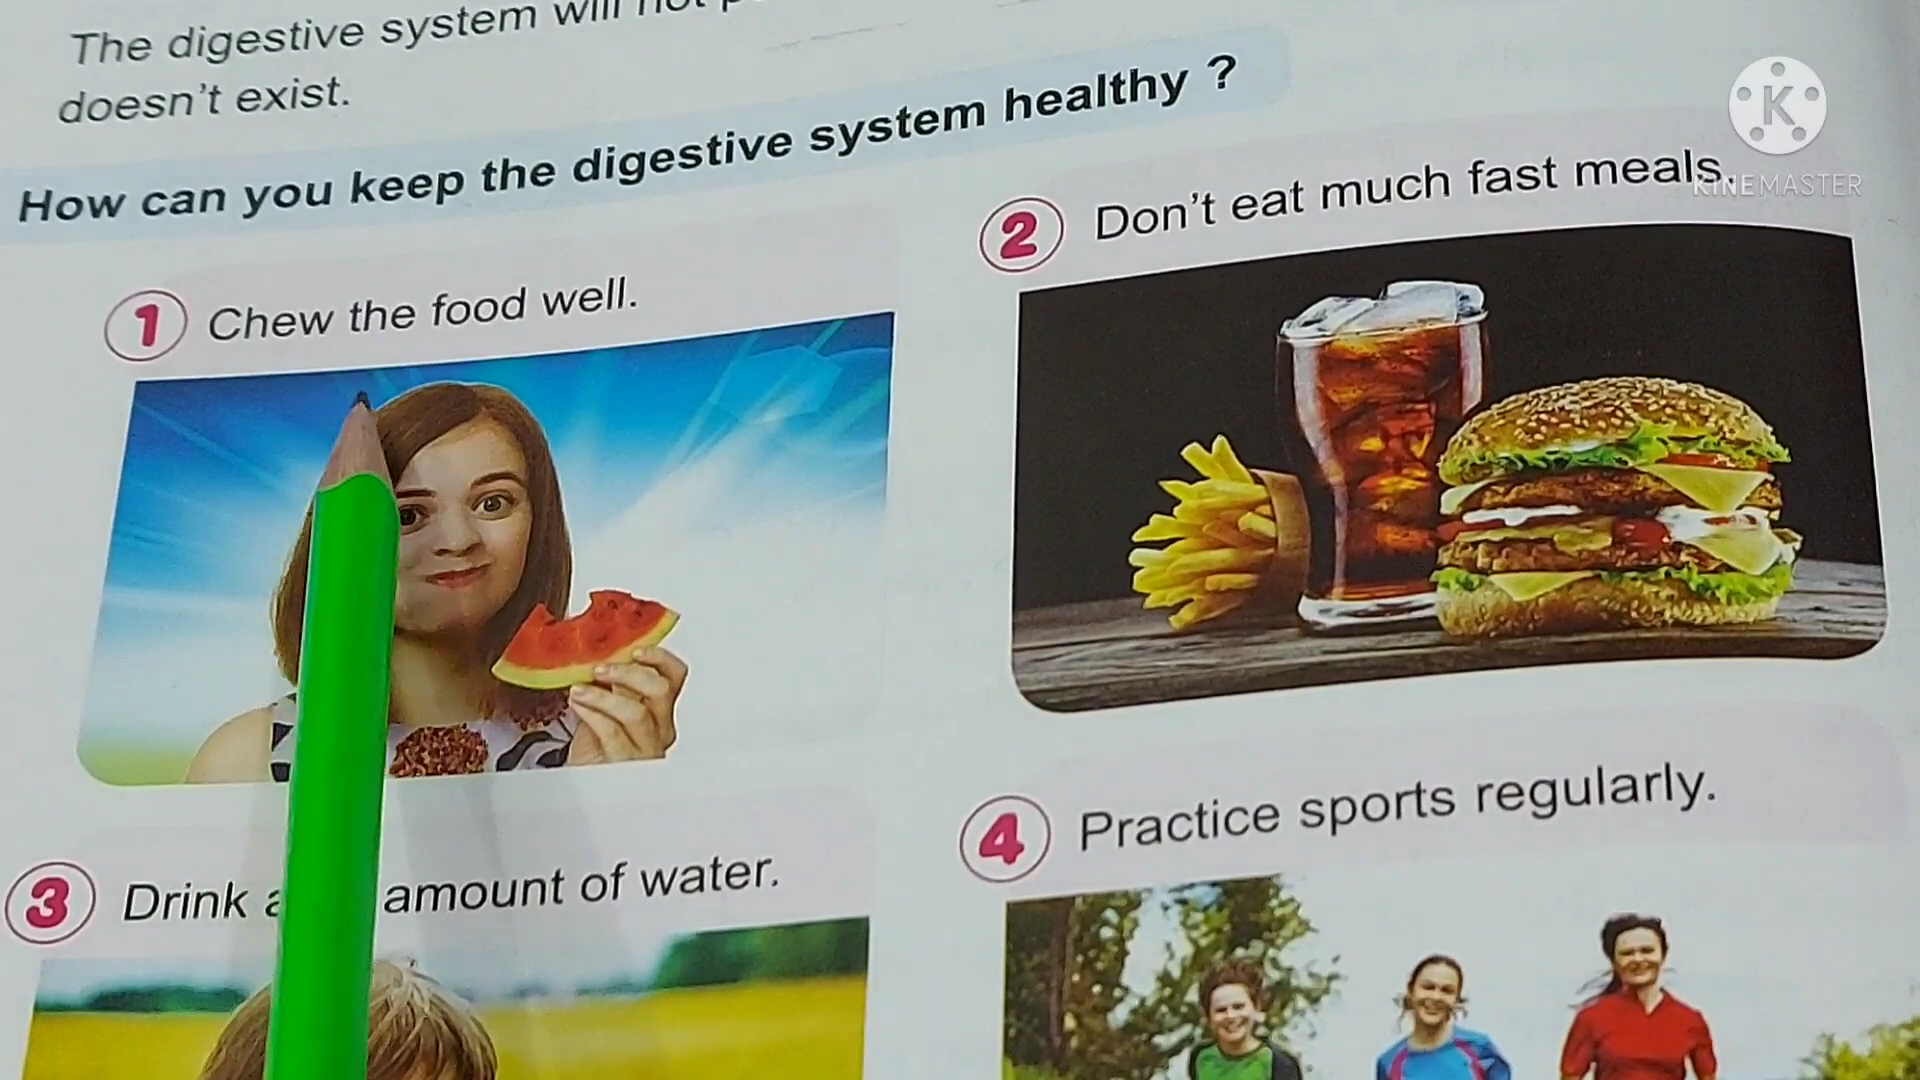 The digestive system will
doesn't exist.
How can you keep the digestive system healthy ?
1 Chew the food well.
2 Don't eat much fast meals.
3 Drink amount of water.
4 Practice sports regularly.
K
KINEMASTER